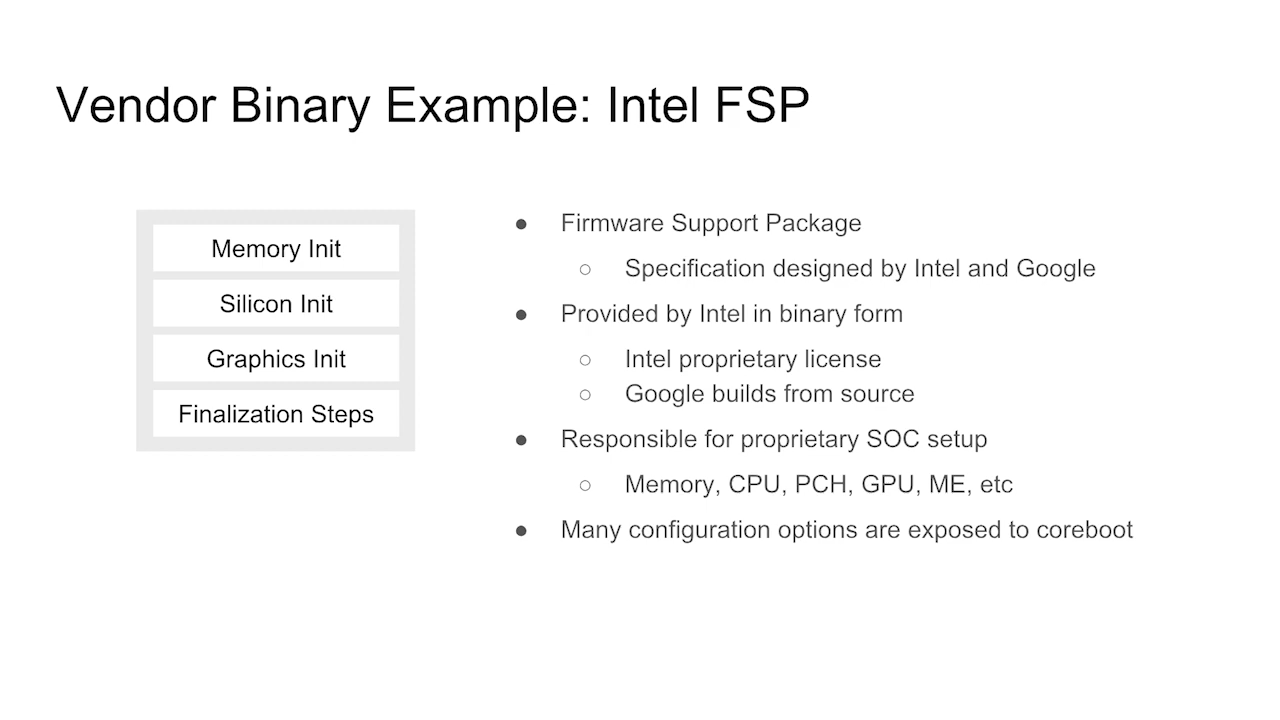 Vendor Binary Example: Intel FSP
Memory Init
Silicon Init
Graphics Init
Finalization Steps
● Firmware Support Package
○ Specification designed by Intel and Google
● Provided by Intel in binary form
○ Intel proprietary license
○ Google builds from source
● Responsible for proprietary SOC setup
○ Memory, CPU, PCH, GPU, ME, etc
● Many configuration options are exposed to coreboot